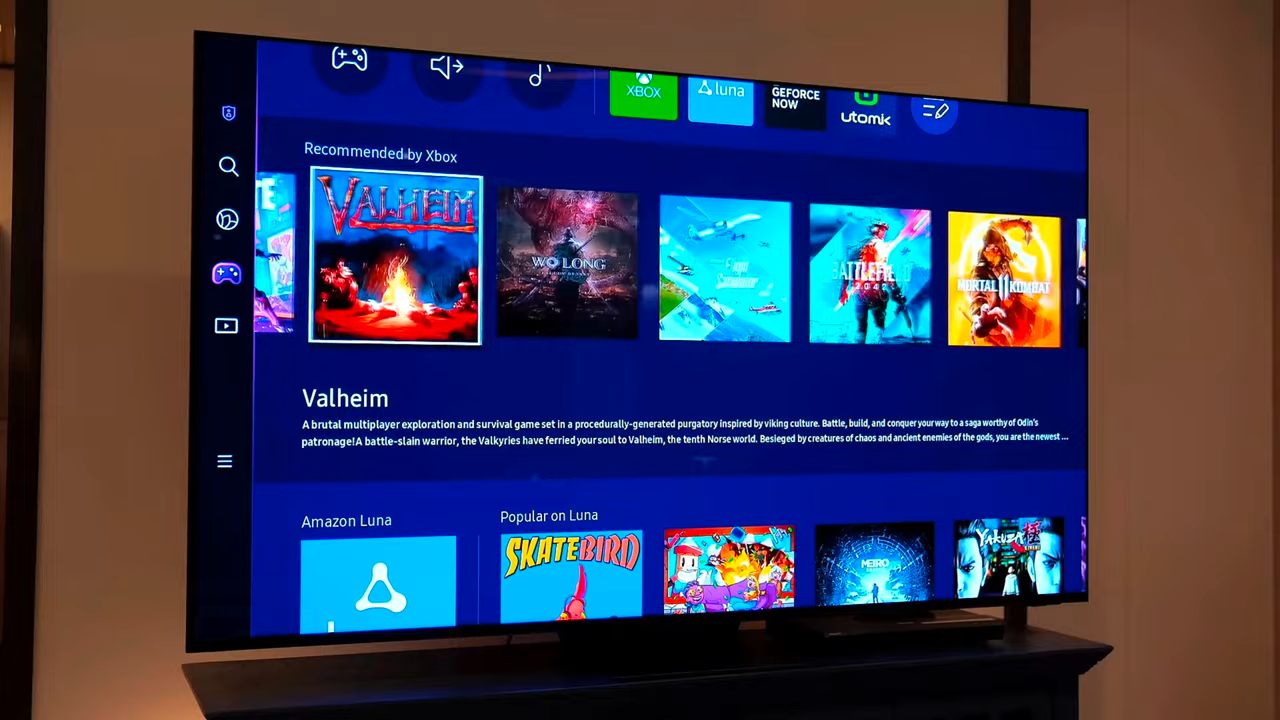 XBOX
luna
GEFORCE
NOW
utomik
Recommended by Xbox
VALHEIM
WO LONG
Flight
Simulator
BATTLEFIELD
2042
MORTAL KOMBAT 11
Valheim
A brutal multiplayer exploration and survival game set in a procedurally-generated purgatory inspired by viking culture. Battle, build, and conquer your way to a saga worthy of Odin's
patronage!A battle-slain warrior, the Valkyries have ferried your soul to Valheim, the tenth Norse world. Besieged by creatures of chaos and ancient enemies of the gods, you are the newest ...
Amazon Luna
Popular on Luna
SKATEBIRD
METRO
YAKUZA